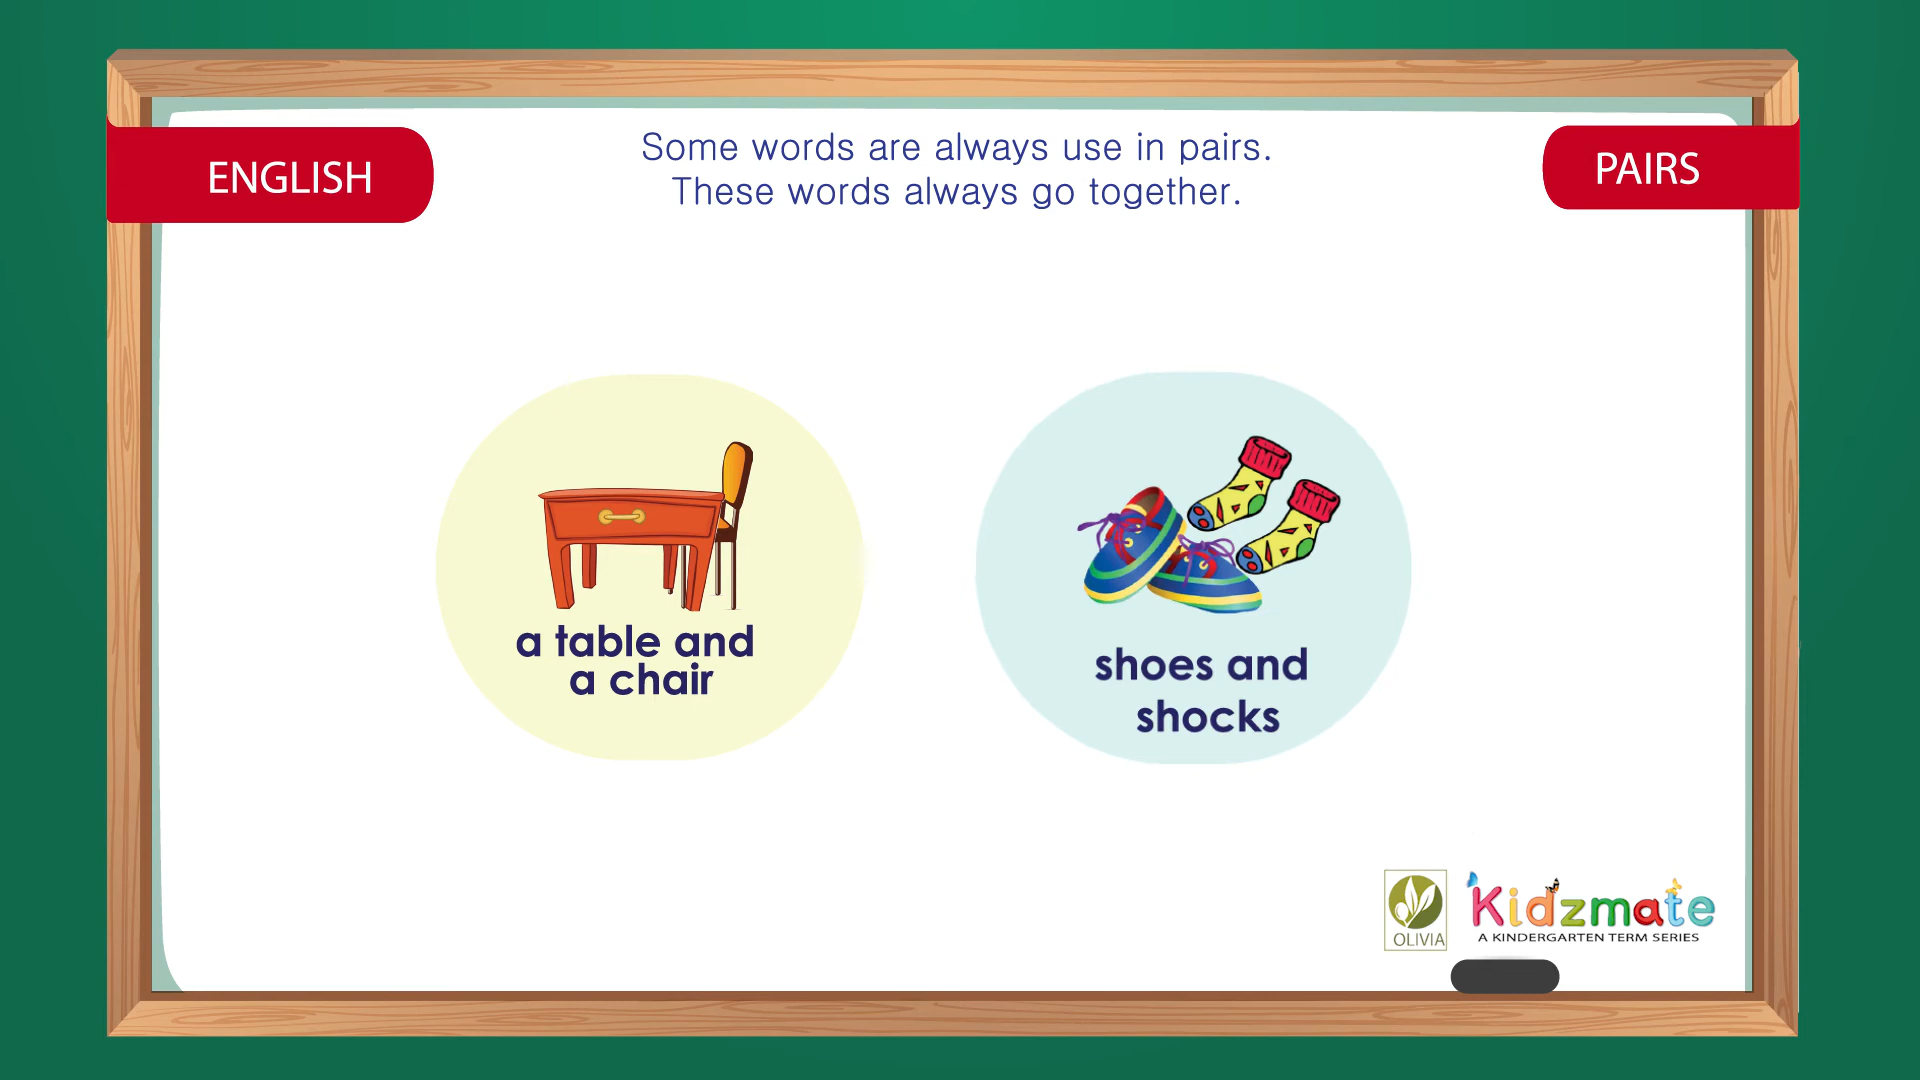 ENGLISH
Some words are always use in pairs.
These words always go together.
PAIRS
a table and
a chair
shoes and
shocks
OLIVIA
Kidzmate
A KINDERGARTEN TERM SERIES